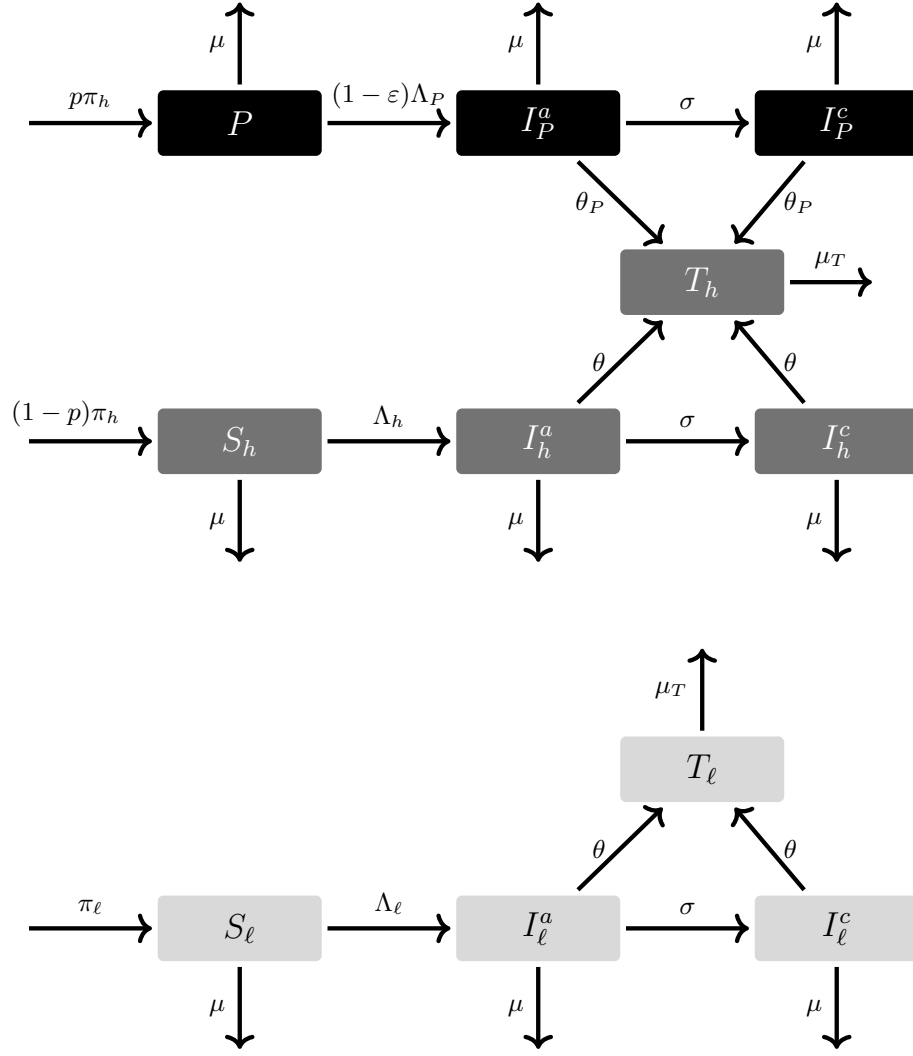 μ μ μ
pπ_h (1 − ε)Λ_P σ
P I_P^a I_P^c
θ_P θ_P
T_h μ_T
θ θ
(1 − p)π_h Λ_h σ
S_h I_h^a I_h^c
μ μ μ
μ_T
T_ℓ
θ θ
π_ℓ Λ_ℓ σ
S_ℓ I_ℓ^a I_ℓ^c
μ μ μ